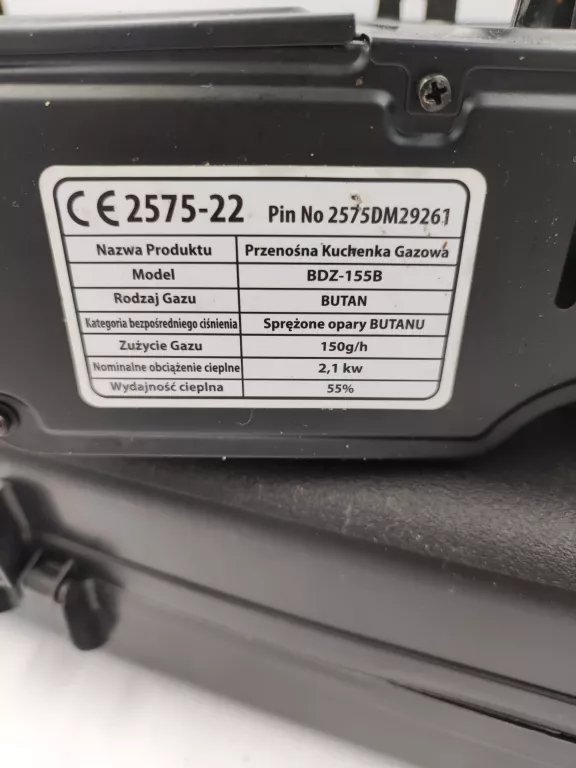 CE 2575-22 Pin No 2575DM29261
Nazwa Produktu Przenośna Kuchenka Gazowa
Model BDZ-155B
Rodzaj Gazu BUTAN
Kategoria bezpośredniego ciśnienia Sprężone opary BUTANU
Zużycie Gazu 150g/h
Nominalne obciążenie cieplne 2,1 kw
Wydajność cieplna 55%